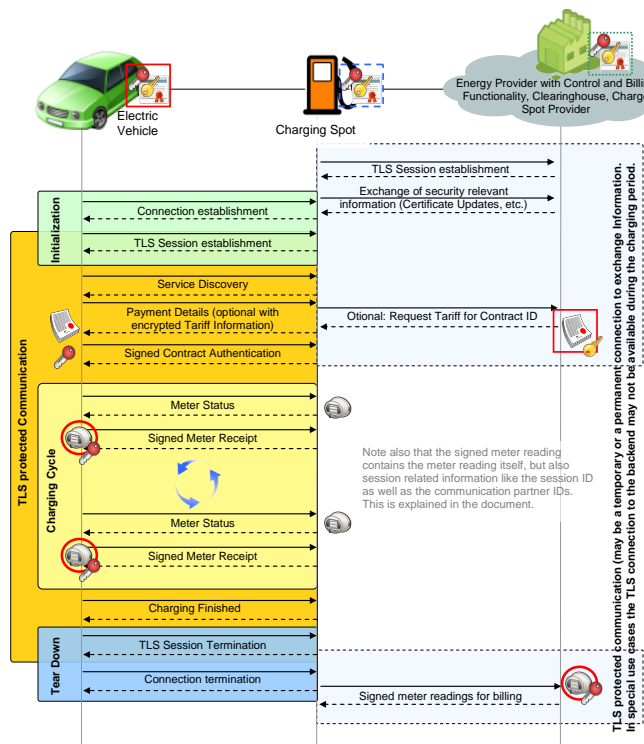 Electric
Vehicle
Charging Spot
Energy Provider with Control and Billin
Functionality, Clearinghouse, Charge
Spot Provider
TLS Session establishment
Exchange of security relevant
information (Certificate Updates, etc.)
Initialization
Connection establishment
TLS Session establishment
TLS protected Communication
Service Discovery
Payment Details (optional with
encrypted Tariff Information)
Otional: Request Tariff for Contract ID
Signed Contract Authentication
Charging Cycle
Meter Status
Signed Meter Receipt
Note also that the signed meter reading
contains the meter reading itself, but also
session related information like the session ID
as well as the communication partner IDs.
This is explained in the document.
Meter Status
Signed Meter Receipt
Charging Finished
Tear Down
TLS Session Termination
Connection termination
Signed meter readings for billing
TLS protected communication (may be a temporary or a permanent connection to exchange Information.
In special use cases the TLS connection to the backend may not be available during the charging period.